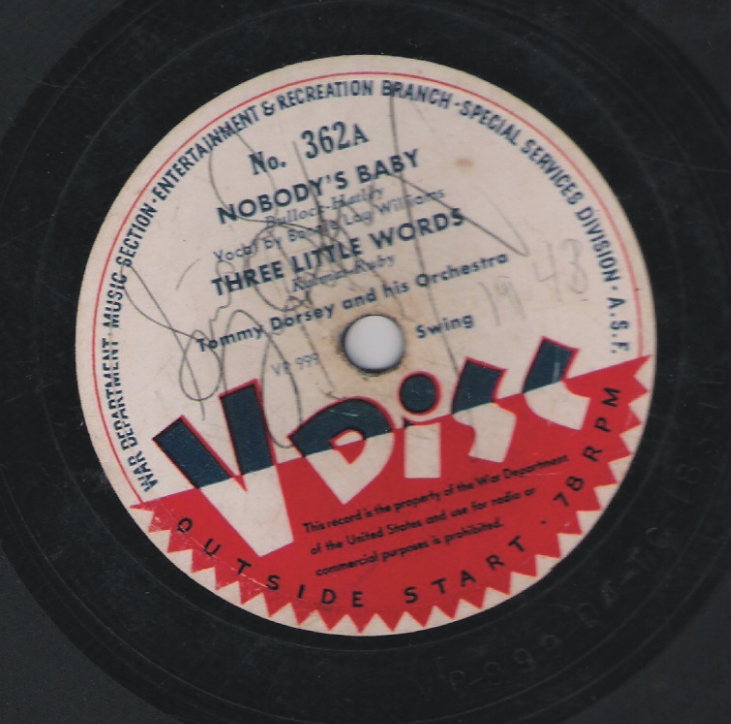 WAR DEPARTMENT · MUSIC SECTION · ENTERTAINMENT & RECREATION BRANCH · SPECIAL SERVICES DIVISION · A.S.F.
No. 362A
NOBODY'S BABY
Bullock-Hatley
Vocal by Bonnie Lou Williams
THREE LITTLE WORDS
Kalmar-Ruby
Tommy Dorsey and his Orchestra
Swing
1943
VP 999
V Disc
This record is the property of the War Department
of the United States and use for radio or
commercial purposes is prohibited.
OUTSIDE START · 78 RPM